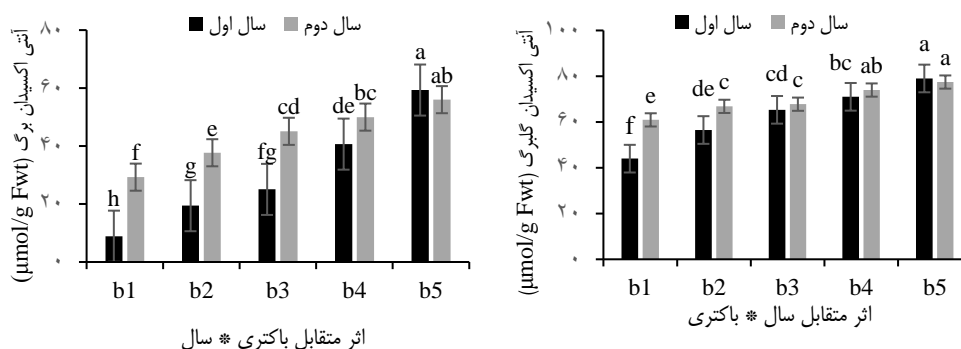 سال اول سال دوم
آنتی اکسیدان برگ (μmol/g Fwt)
۸۰
۶۰
۴۰
۲۰
۰
h f g e fg cd de bc a ab
b1 b2 b3 b4 b5
اثر متقابل باکتری * سال
سال اول سال دوم
آنتی اکسیدان گلبرگ (μmol/g Fwt)
۱۰۰
۸۰
۶۰
۴۰
۲۰
۰
f e de c cd c bc ab a a
b1 b2 b3 b4 b5
اثر متقابل سال * باکتری